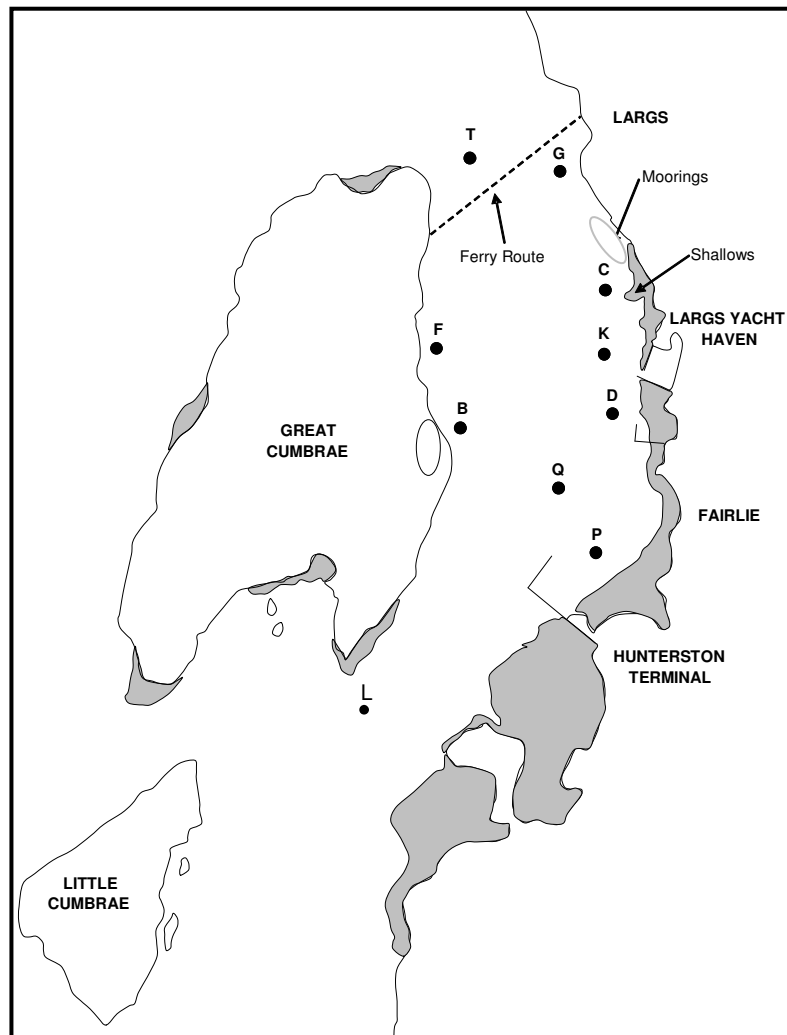 LARGS
T
G
Moorings
Ferry Route
Shallows
C
LARGS YACHT
HAVEN
F
K
B
D
GREAT
CUMBRAE
Q
FAIRLIE
P
HUNTERSTON
TERMINAL
L
LITTLE
CUMBRAE